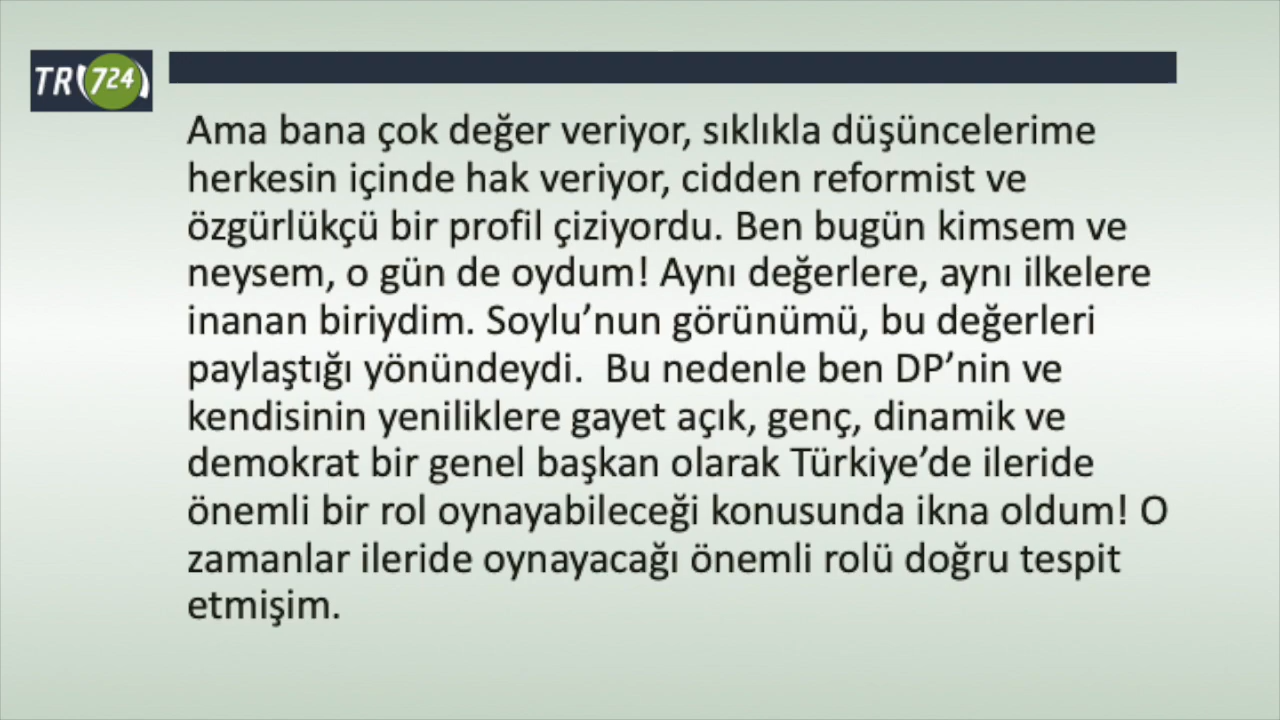 TR724
Ama bana çok değer veriyor, sıklıkla düşüncelerime
herkesin içinde hak veriyor, cidden reformist ve
özgürlükçü bir profil çiziyordu. Ben bugün kimsem ve
neysem, o gün de oydum! Aynı değerlere, aynı ilkelere
inanan biriydim. Soylu’nun görünümü, bu değerleri
paylaştığı yönündeydi.  Bu nedenle ben DP’nin ve
kendisinin yeniliklere gayet açık, genç, dinamik ve
demokrat bir genel başkan olarak Türkiye’de ileride
önemli bir rol oynayabileceği konusunda ikna oldum! O
zamanlar ileride oynayacağı önemli rolü doğru tespit
etmişim.